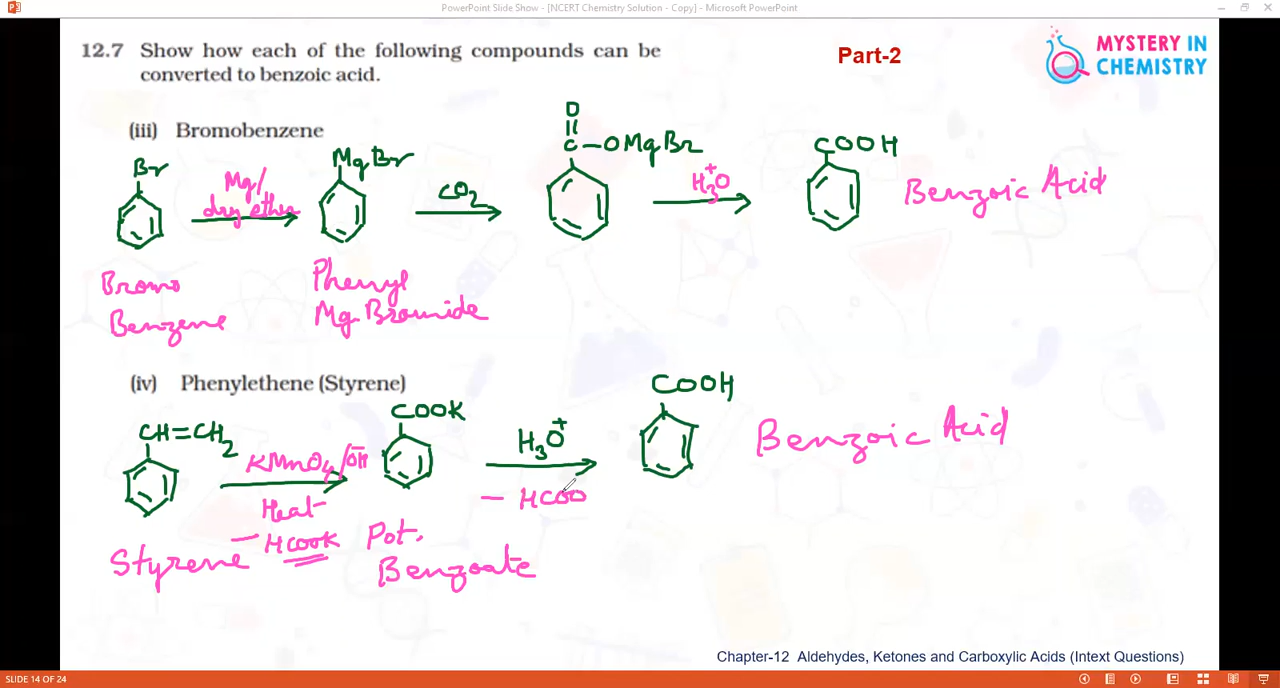 PowerPoint Slide Show - [NCERT Chemistry Solution - Copy] - Microsoft PowerPoint
12.7 Show how each of the following compounds can be
converted to benzoic acid.
Part-2
MYSTERY IN
CHEMISTRY
(iii) Bromobenzene
Br
Mg/
dry ether
MgBr
CO2
O
C-OMgBr
H3O+
COOH
Benzoic Acid
Bromo
Benzene
Phenyl
Mg Bromide
(iv) Phenylethene (Styrene)
CH=CH2
KMnO4/OH
Heat
- HCOOK
COOK
H3O+
- HCOO
COOH
Benzoic Acid
Styrene
Pot.
Benzoate
Chapter-12 Aldehydes, Ketones and Carboxylic Acids (Intext Questions)
SLIDE 14 OF 24